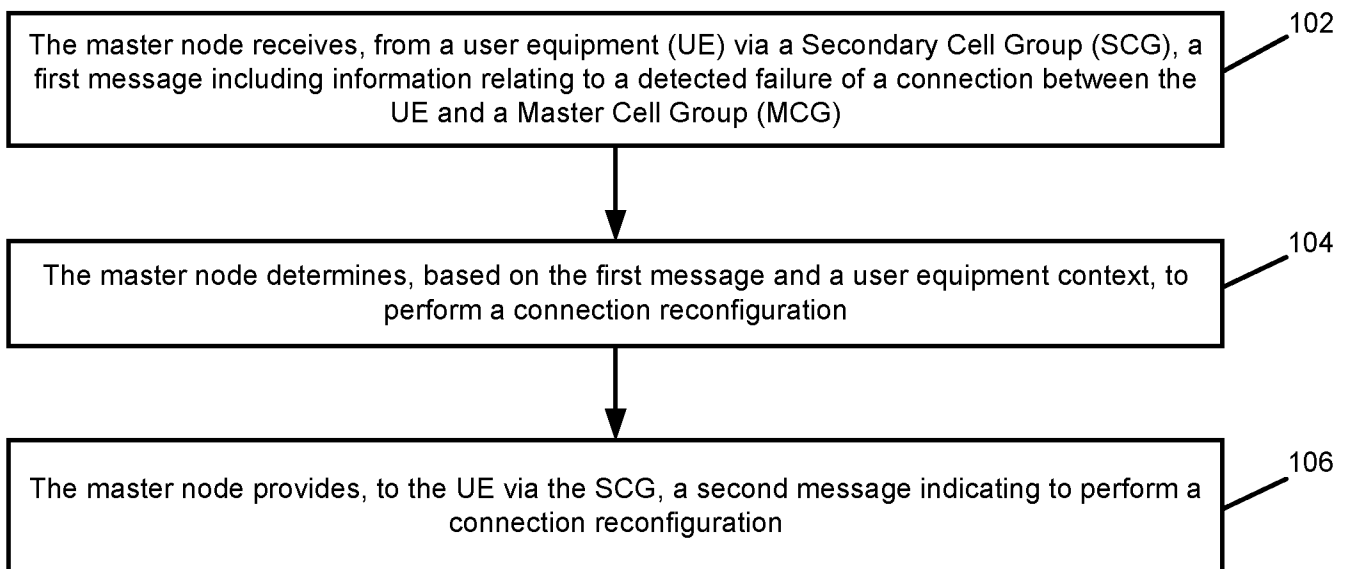 102
The master node receives, from a user equipment (UE) via a Secondary Cell Group (SCG), a
first message including information relating to a detected failure of a connection between the
UE and a Master Cell Group (MCG)
104
The master node determines, based on the first message and a user equipment context, to
perform a connection reconfiguration
106
The master node provides, to the UE via the SCG, a second message indicating to perform a
connection reconfiguration